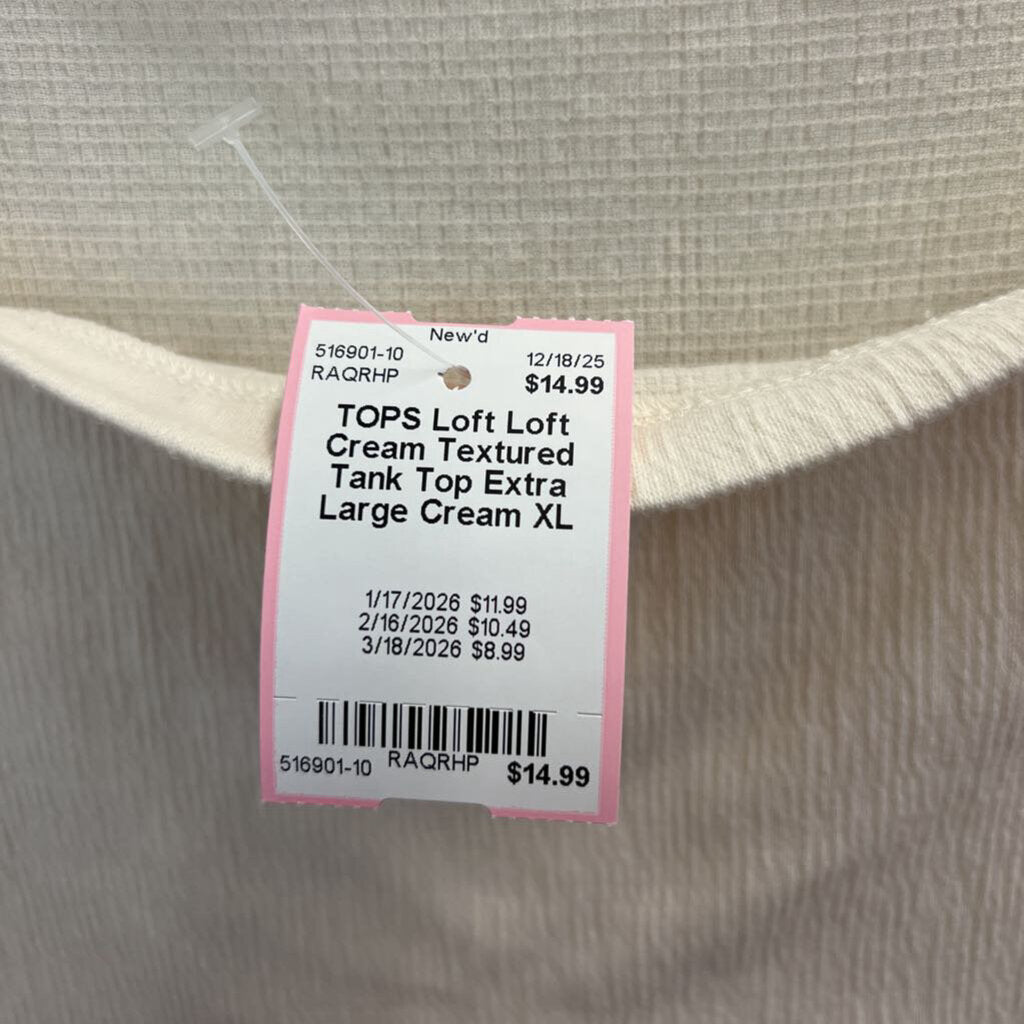 New'd
516901-10 12/18/25
RAQRHP $14.99
TOPS Loft Loft
Cream Textured
Tank Top Extra
Large Cream XL
1/17/2026 $11.99
2/16/2026 $10.49
3/18/2026 $8.99
516901-10 RAQRHP $14.99